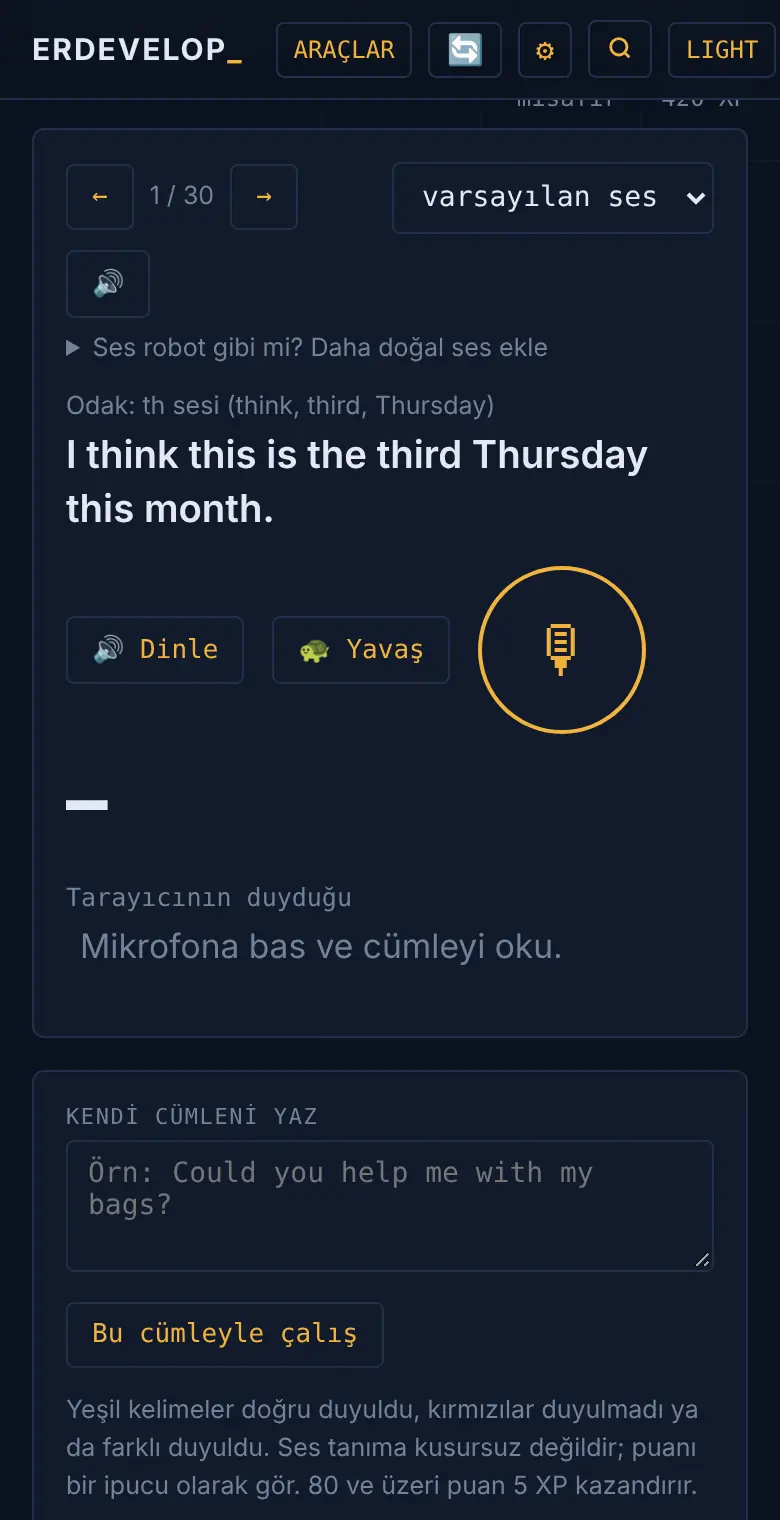 ERDEVELOP_ ARAÇLAR LIGHT
← 1 / 30 → varsayılan ses
Ses robot gibi mi? Daha doğal ses ekle
Odak: th sesi (think, third, Thursday)
I think this is the third Thursday
this month.
Dinle Yavaş
—
Tarayıcının duyduğu
Mikrofona bas ve cümleyi oku.
KENDİ CÜMLENİ YAZ
Örn: Could you help me with my
bags?
Bu cümleyle çalış
Yeşil kelimeler doğru duyuldu, kırmızılar duyulmadı ya
da farklı duyuldu. Ses tanıma kusursuz değildir; puanı
bir ipucu olarak gör. 80 ve üzeri puan 5 XP kazandırır.